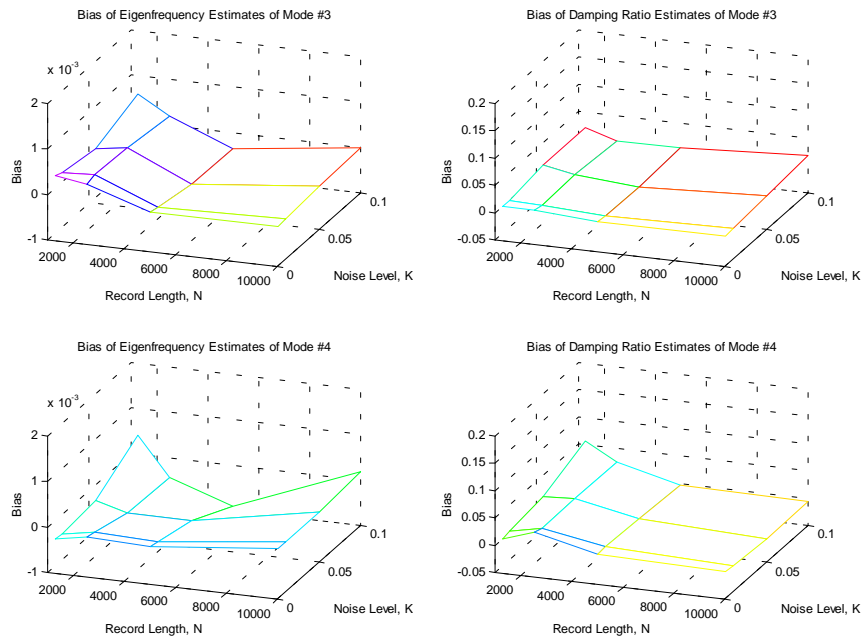 Bias of Eigenfrequency Estimates of Mode #3
x 10⁻³
2
1
0
-1
Bias
2000
4000
6000
8000
10000
Record Length, N
0
0.05
0.1
Noise Level, K
Bias of Damping Ratio Estimates of Mode #3
0.2
0.15
0.1
0.05
0
-0.05
Bias
2000
4000
6000
8000
10000
Record Length, N
0
0.05
0.1
Noise Level, K
Bias of Eigenfrequency Estimates of Mode #4
x 10⁻³
2
1
0
-1
Bias
2000
4000
6000
8000
10000
Record Length, N
0
0.05
0.1
Noise Level, K
Bias of Damping Ratio Estimates of Mode #4
0.2
0.15
0.1
0.05
0
-0.05
Bias
2000
4000
6000
8000
10000
Record Length, N
0
0.05
0.1
Noise Level, K